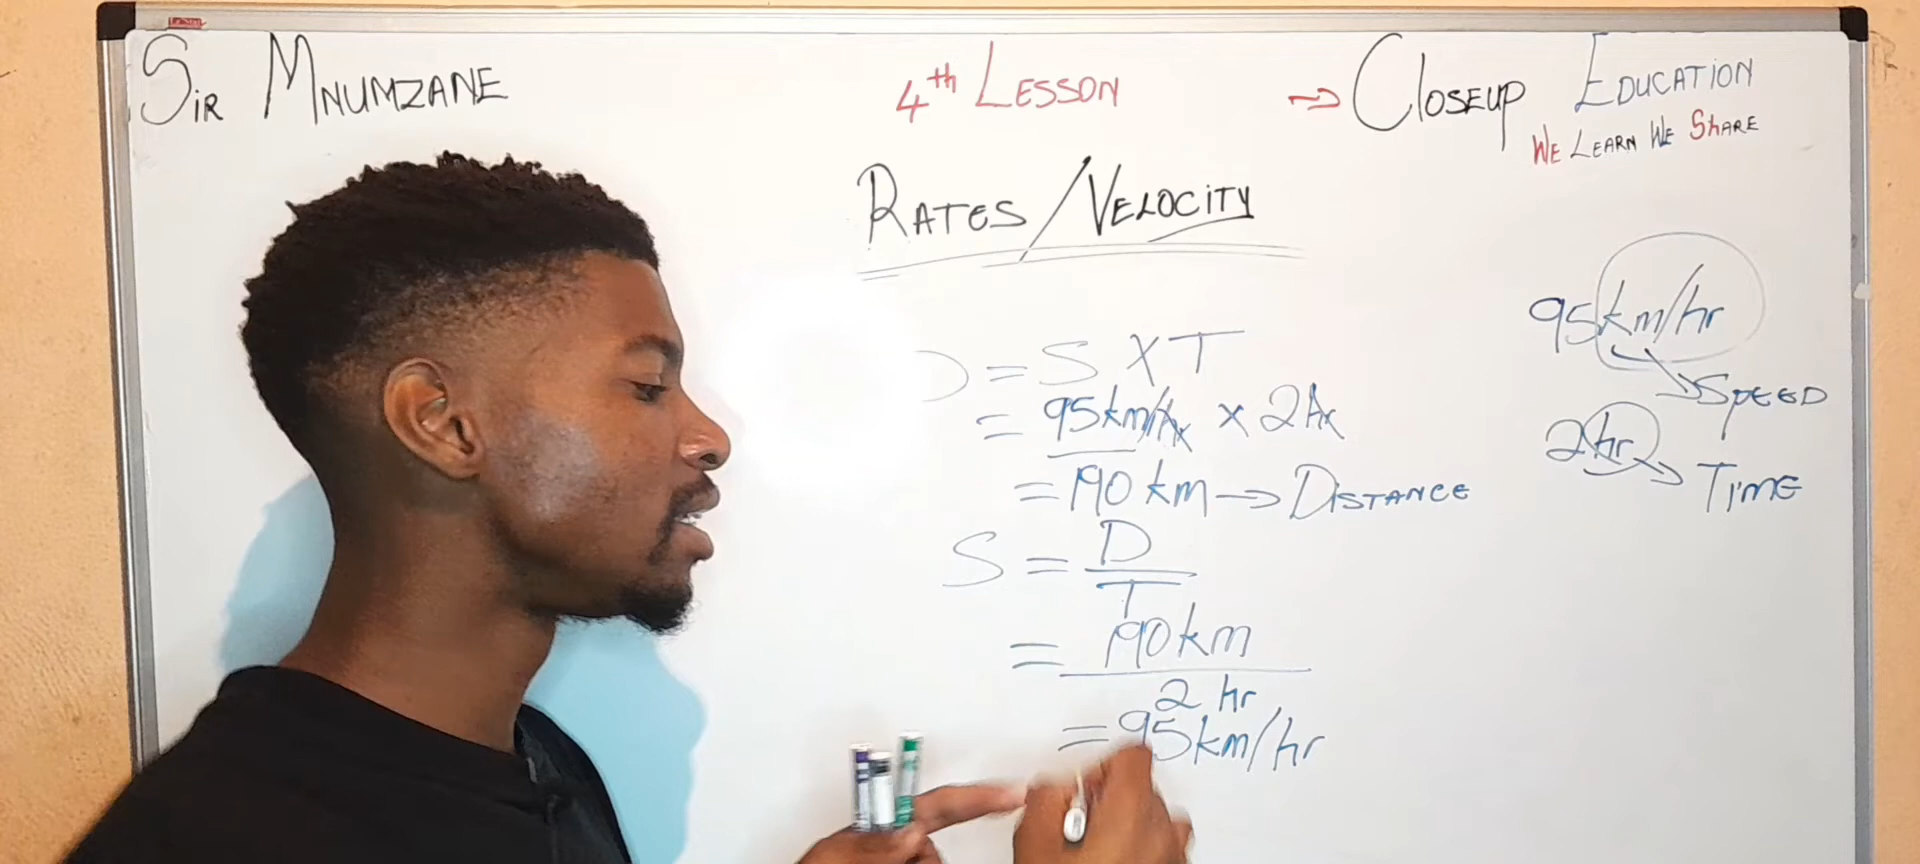 SiR MNUMZANE
4th LESSON
→ CLOSEUP EDUCATION
WE LEARN WE ShARE
RATES/VELOCITY
D = S X T
= 95km/hr x 2hr
= 190 km → DISTANCE
S = D
T
= 190km
2 hr
= 95km/hr
95km/hr
→ SPEED
2hr
→ TIME